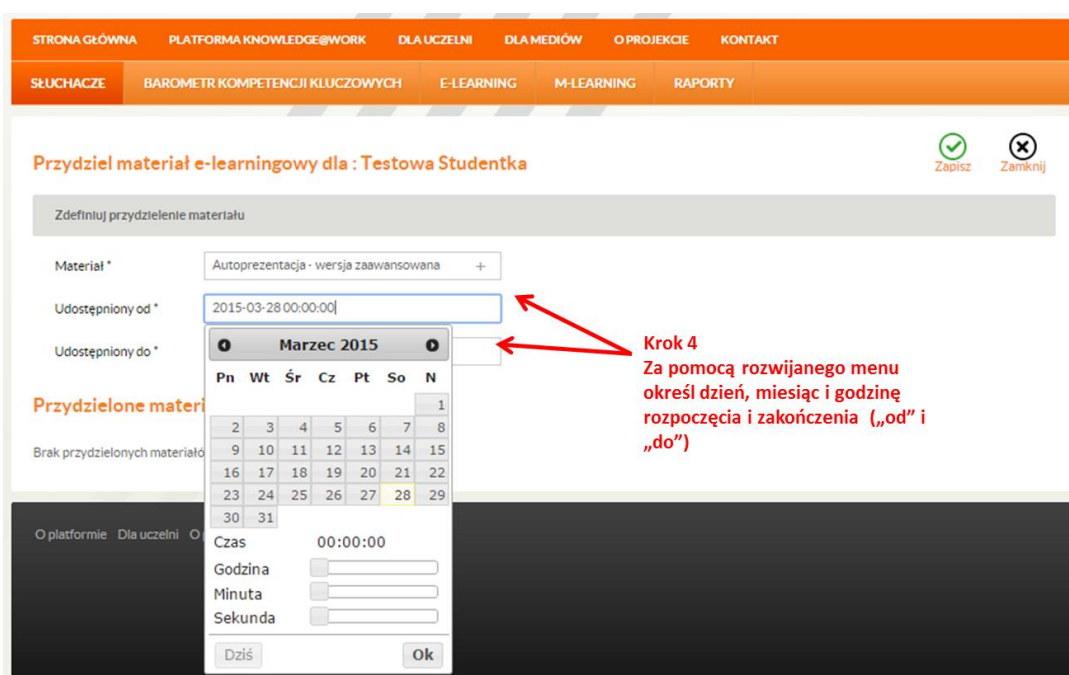 STRONA GŁÓWNA PLATFORMA KNOWLEDGE@WORK DLA UCZELNI DLA MEDIÓW O PROJEKCIE KONTAKT
SŁUCHACZE BAROMETR KOMPETENCJI KLUCZOWYCH E-LEARNING M-LEARNING RAPORTY
Przydziel materiał e-learningowy dla : Testowa Studentka
Zapisz Zamknij
Zdefiniuj przydzielenie materiału
Materiał * Autoprezentacja - wersja zaawansowana +
Udostępniony od * 2015-03-28 00:00:00
Udostępniony do *
Marzec 2015
Pn Wt Śr Cz Pt So N
1
2 3 4 5 6 7 8
9 10 11 12 13 14 15
16 17 18 19 20 21 22
23 24 25 26 27 28 29
30 31
Czas 00:00:00
Godzina
Minuta
Sekunda
Dziś Ok
Krok 4
Za pomocą rozwijanego menu
określ dzień, miesiąc i godzinę
rozpoczęcia i zakończenia („od” i
„do”)
Przydzielone materi
Brak przydzielonych materiałó
O platformie Dla uczelni O